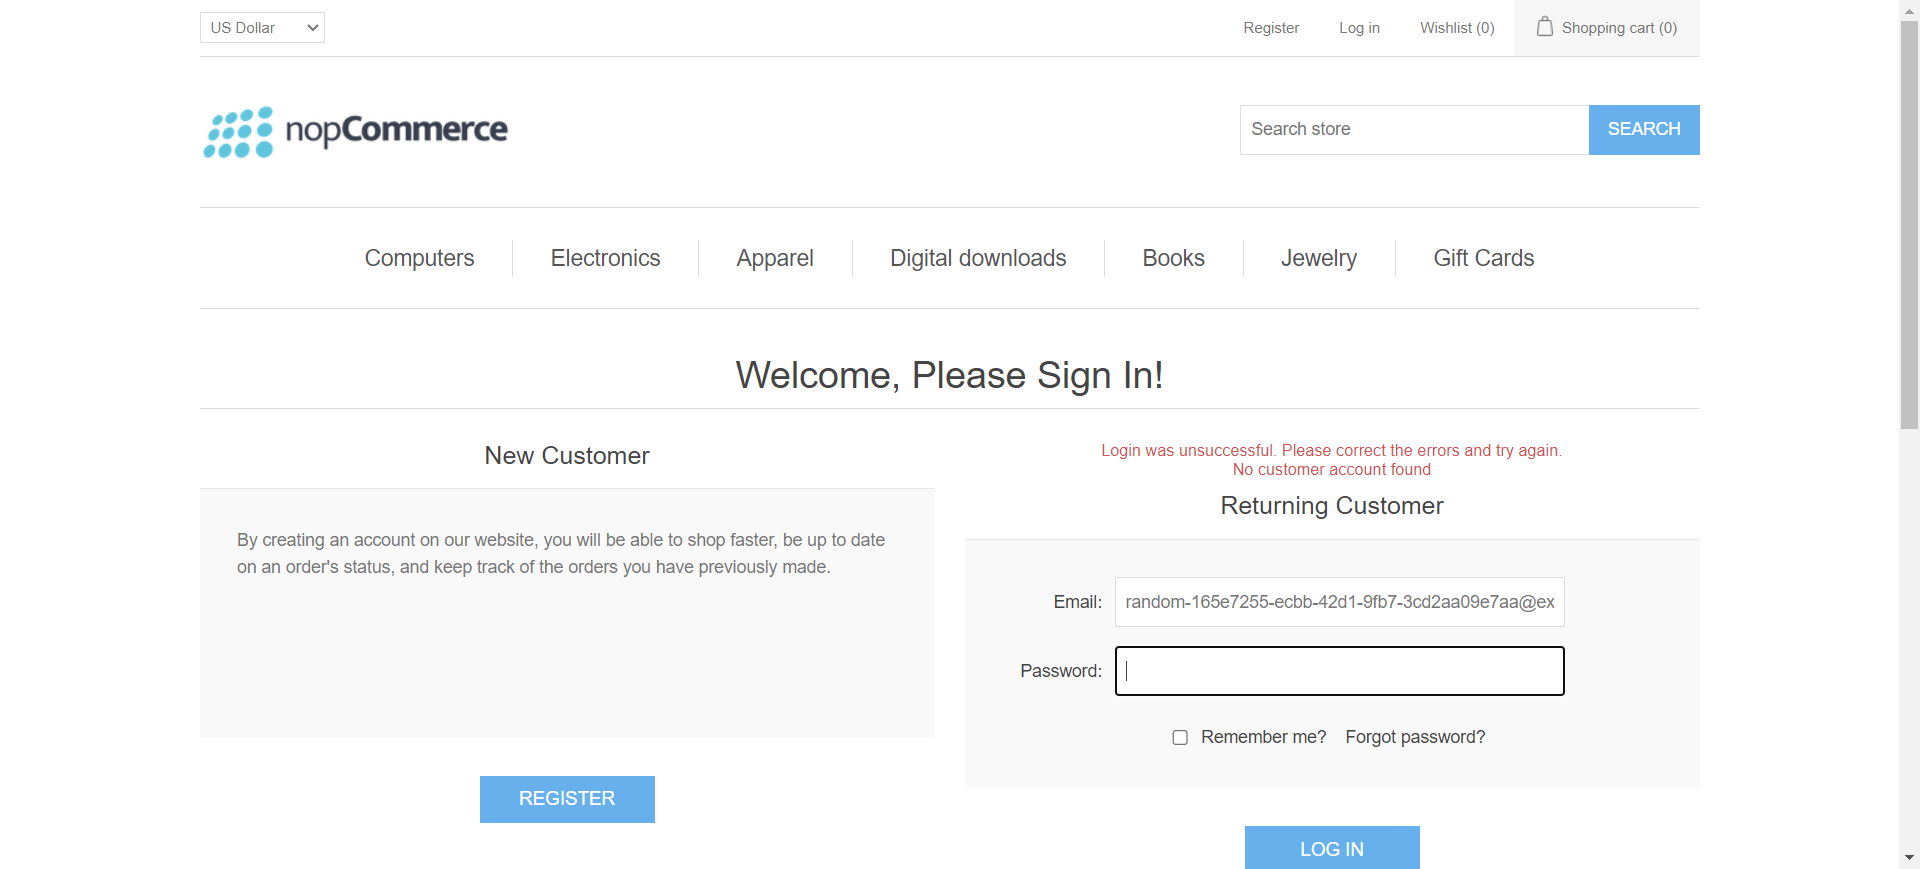 US Dollar
Register
Log in
Wishlist (0)
Shopping cart (0)
nopCommerce
Search store
SEARCH
Computers
Electronics
Apparel
Digital downloads
Books
Jewelry
Gift Cards
Welcome, Please Sign In!
New Customer
By creating an account on our website, you will be able to shop faster, be up to date
on an order's status, and keep track of the orders you have previously made.
REGISTER
Login was unsuccessful. Please correct the errors and try again.
No customer account found
Returning Customer
Email:
random-165e7255-ecbb-42d1-9fb7-3cd2aa09e7aa@ex
Password:
Remember me?
Forgot password?
LOG IN